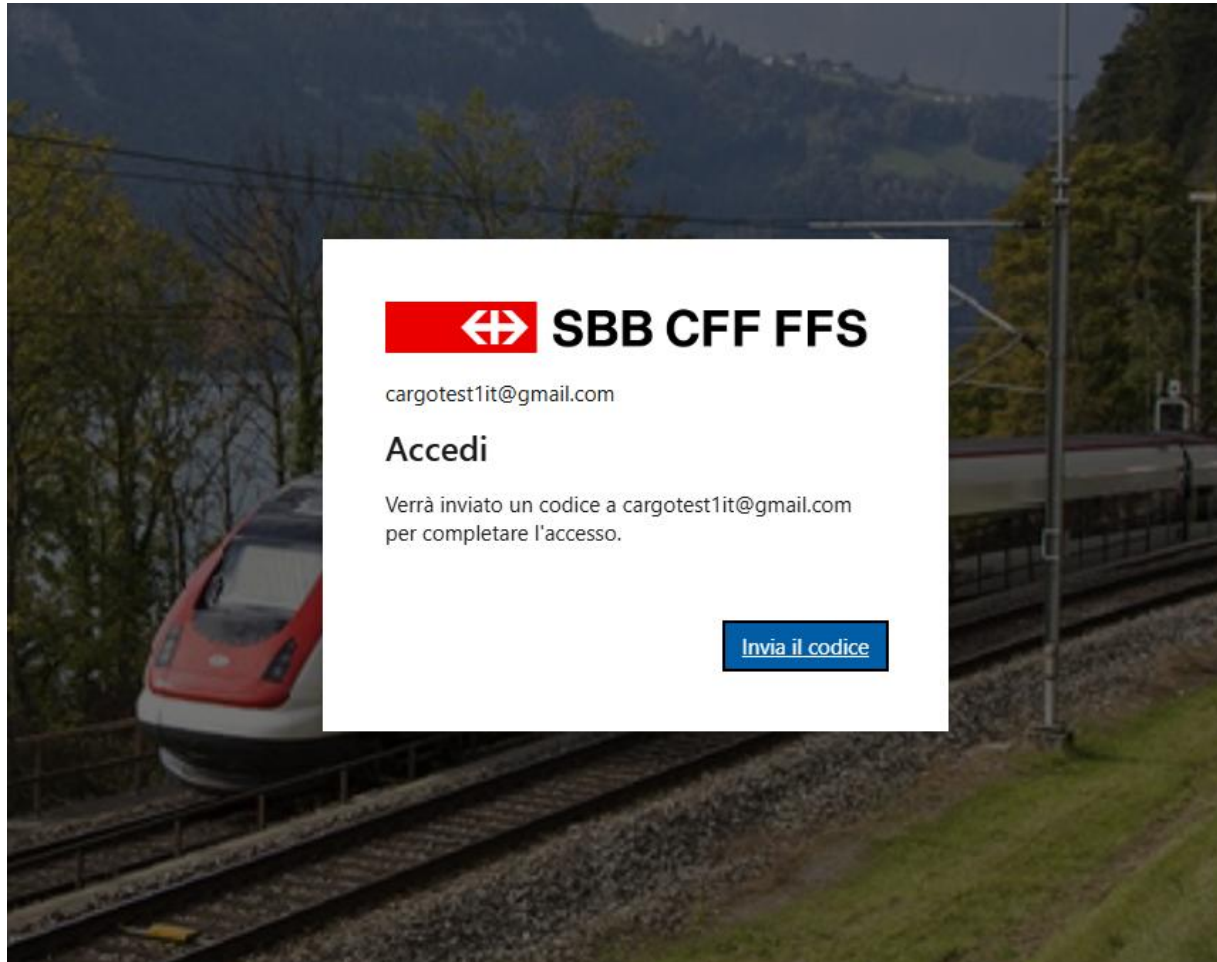 SBB CFF FFS
cargotest1it@gmail.com
Accedi
Verrà inviato un codice a cargotest1it@gmail.com
per completare l'accesso.
Invia il codice